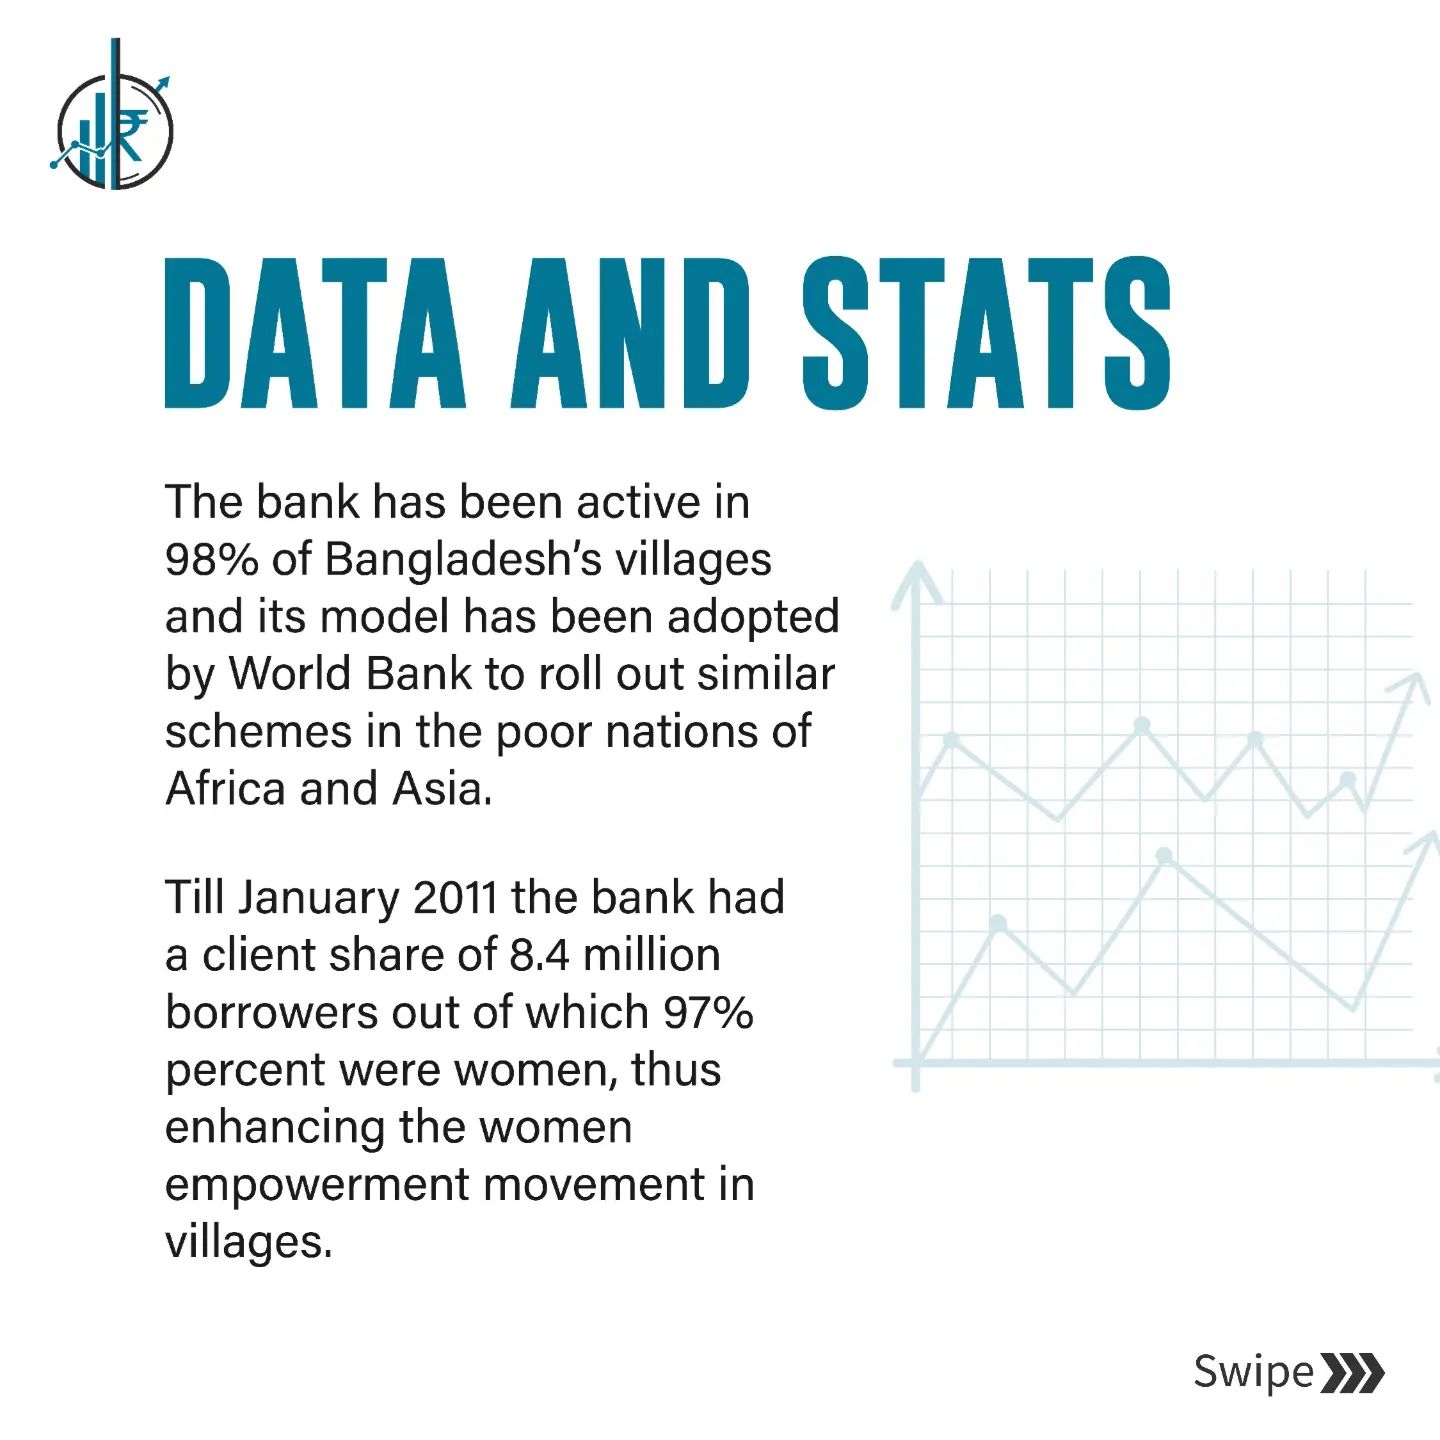 DATA AND STATS
The bank has been active in
98% of Bangladesh's villages
and its model has been adopted
by World Bank to roll out similar
schemes in the poor nations of
Africa and Asia.
Till January 2011 the bank had
a client share of 8.4 million
borrowers out of which 97%
percent were women, thus
enhancing the women
empowerment movement in
villages.
Swipe